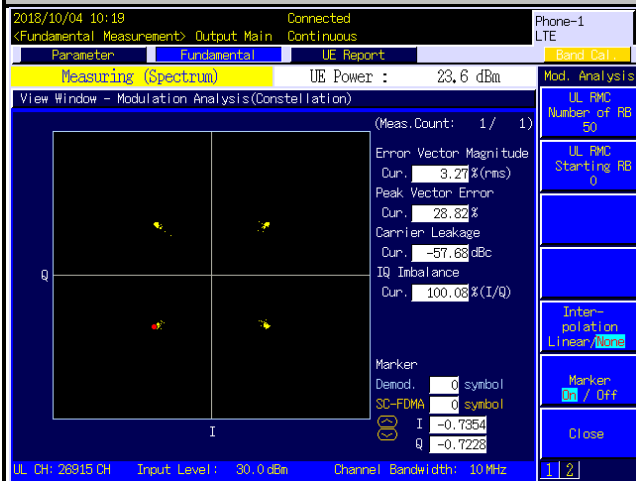 2018/10/04 10:19 Connected Phone-1
<Fundamental Measurement> Output Main Continuous LTE
Parameter Fundamental UE Report Band Cal.
Measuring (Spectrum) UE Power : 23.6 dBm Mod. Analysis
View Window - Modulation Analysis(Constellation)
UL RMC
Number of RB
50
(Meas.Count: 1/ 1)
Error Vector Magnitude
Cur. 3.27 %(rms)
Peak Vector Error
Cur. 28.82 %
Carrier Leakage
Cur. -57.68 dBc
IQ Imbalance
Cur. 100.08 %(I/Q)
UL RMC
Starting RB
0
Q
I
Inter-
polation
Linear/None
Marker
Demod. 0 symbol
SC-FDMA 0 symbol
I -0.7354
Q -0.7228
Marker
On / Off
Close
UL CH: 26915 CH Input Level: 30.0 dBm Channel Bandwidth: 10 MHz 1 2